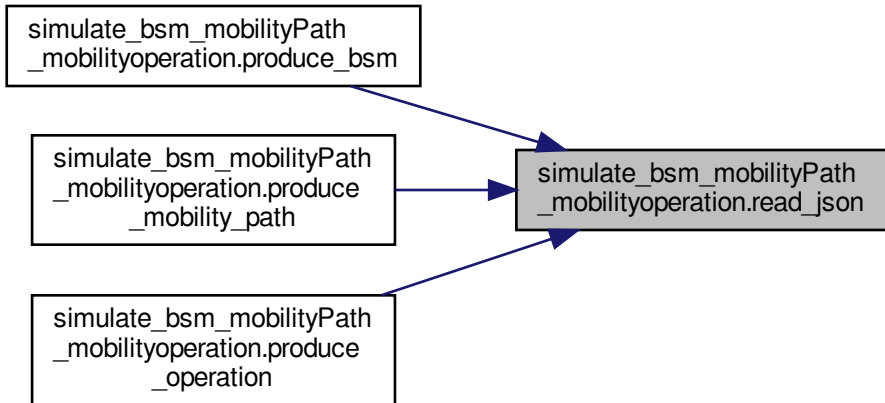 simulate_bsm_mobilityPath
_mobilityoperation.produce_bsm
simulate_bsm_mobilityPath
_mobilityoperation.produce
_mobility_path
simulate_bsm_mobilityPath
_mobilityoperation.read_json
simulate_bsm_mobilityPath
_mobilityoperation.produce
_operation